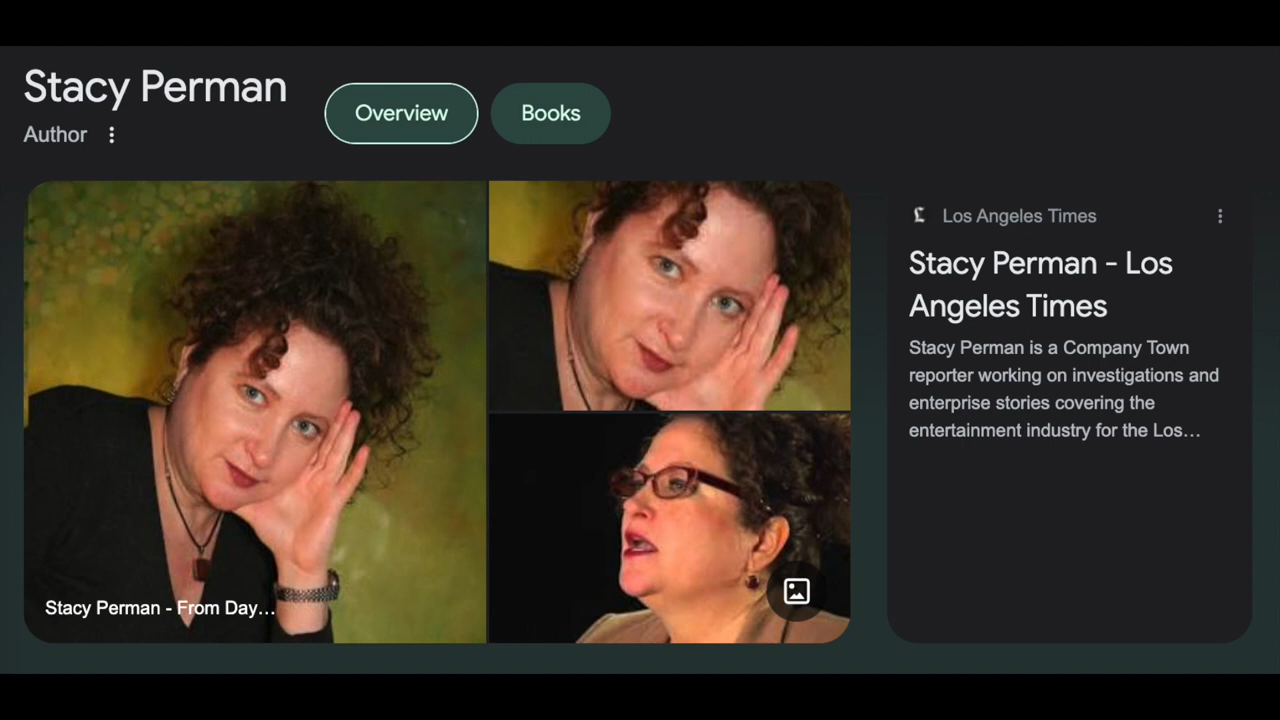 Stacy Perman
Author
Overview
Books
Stacy Perman - From Day…
Los Angeles Times
Stacy Perman - Los
Angeles Times
Stacy Perman is a Company Town
reporter working on investigations and
enterprise stories covering the
entertainment industry for the Los…